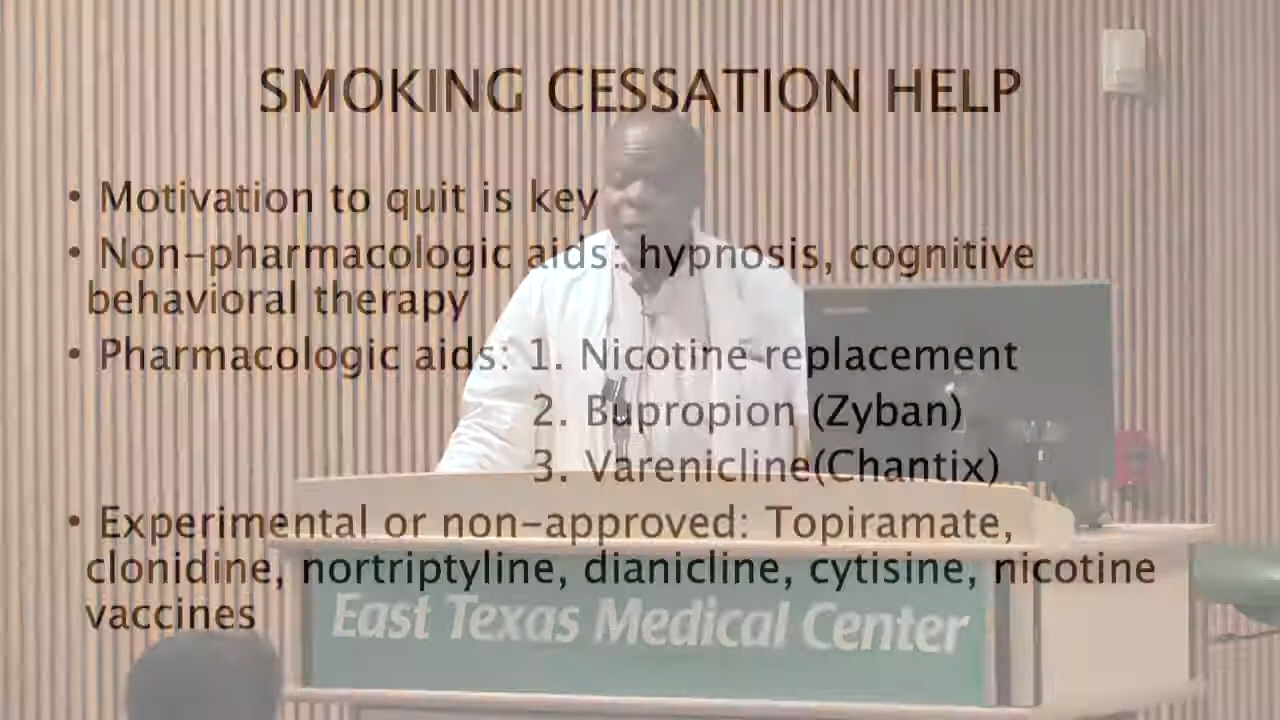 SMOKING CESSATION HELP
• Motivation to quit is key
• Non-pharmacologic aids: hypnosis, cognitive
behavioral therapy
• Pharmacologic aids: 1. Nicotine replacement
2. Bupropion (Zyban)
3. Varenicline(Chantix)
• Experimental or non-approved: Topiramate,
clonidine, nortriptyline, dianicline, cytisine, nicotine
vaccines
East Texas Medical Center